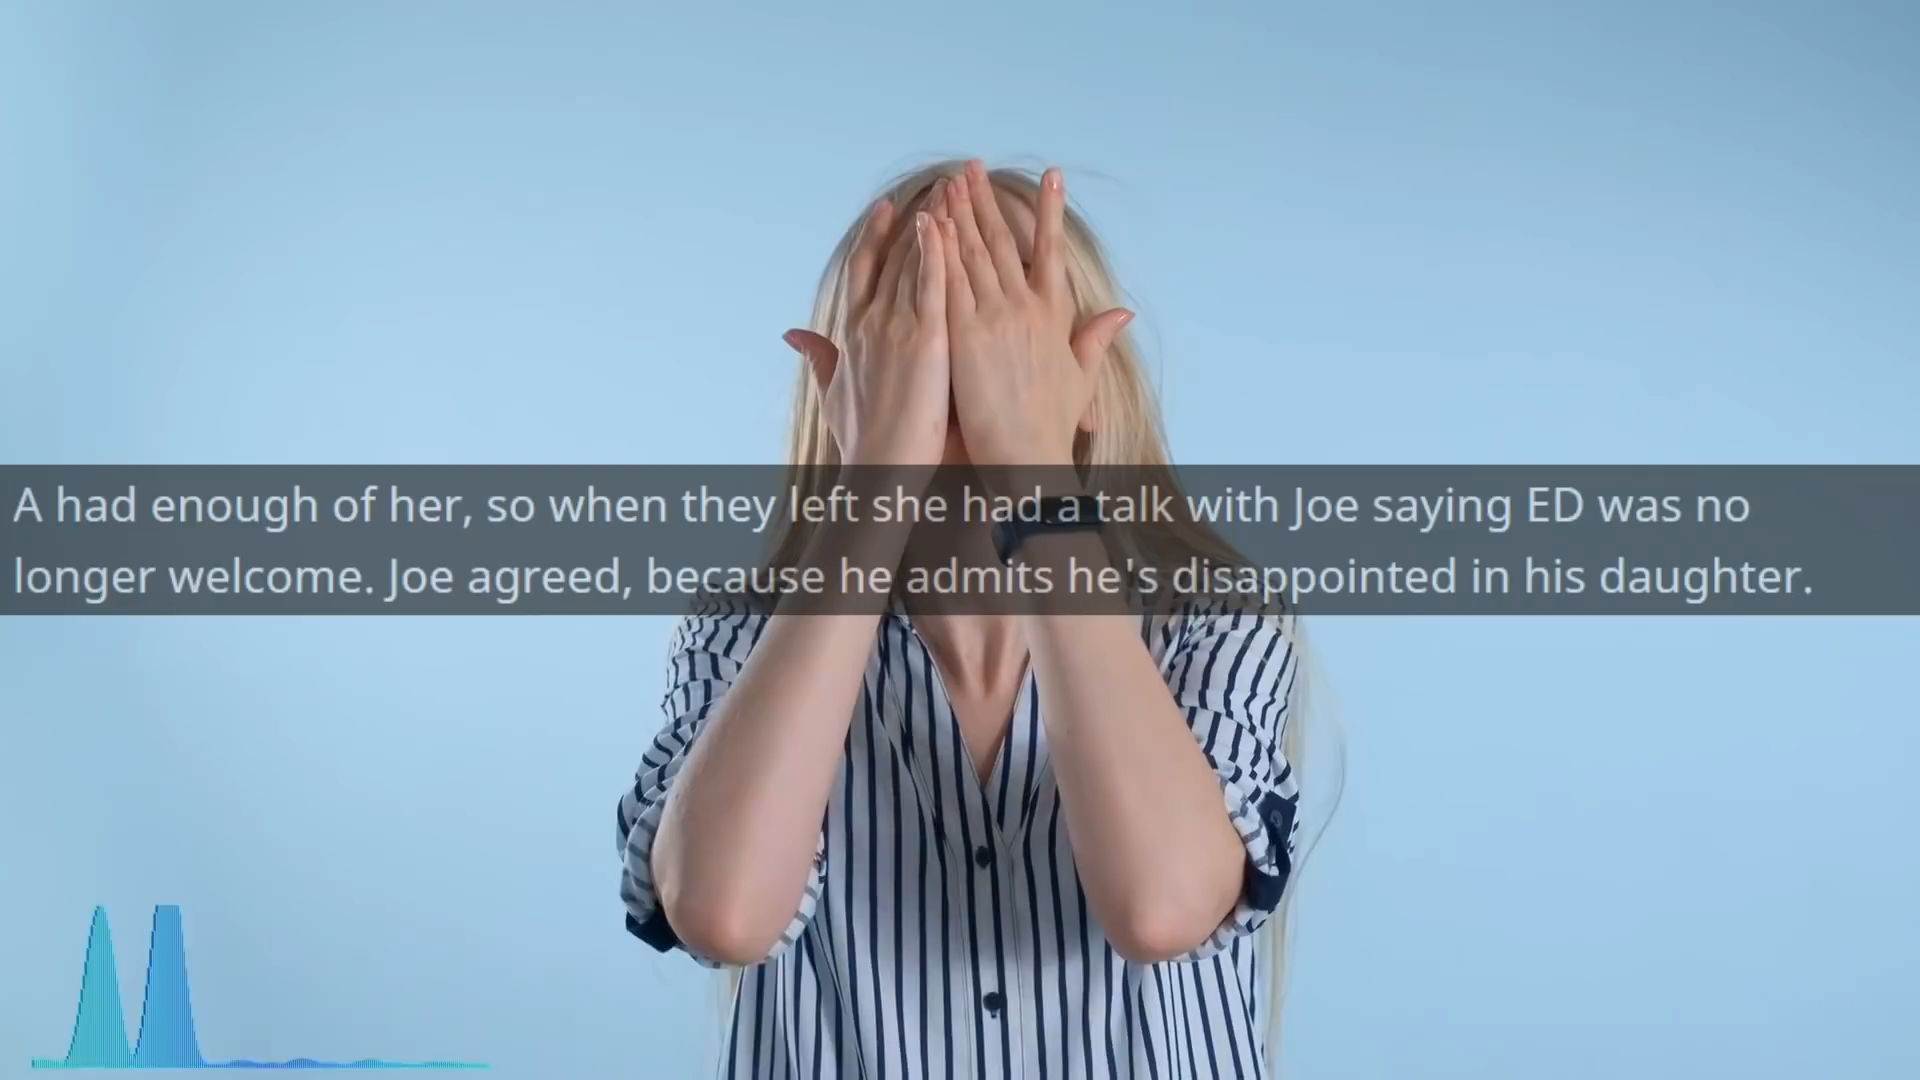 A had enough of her, so when they left she had a talk with Joe saying ED was no
longer welcome. Joe agreed, because he admits he's disappointed in his daughter.